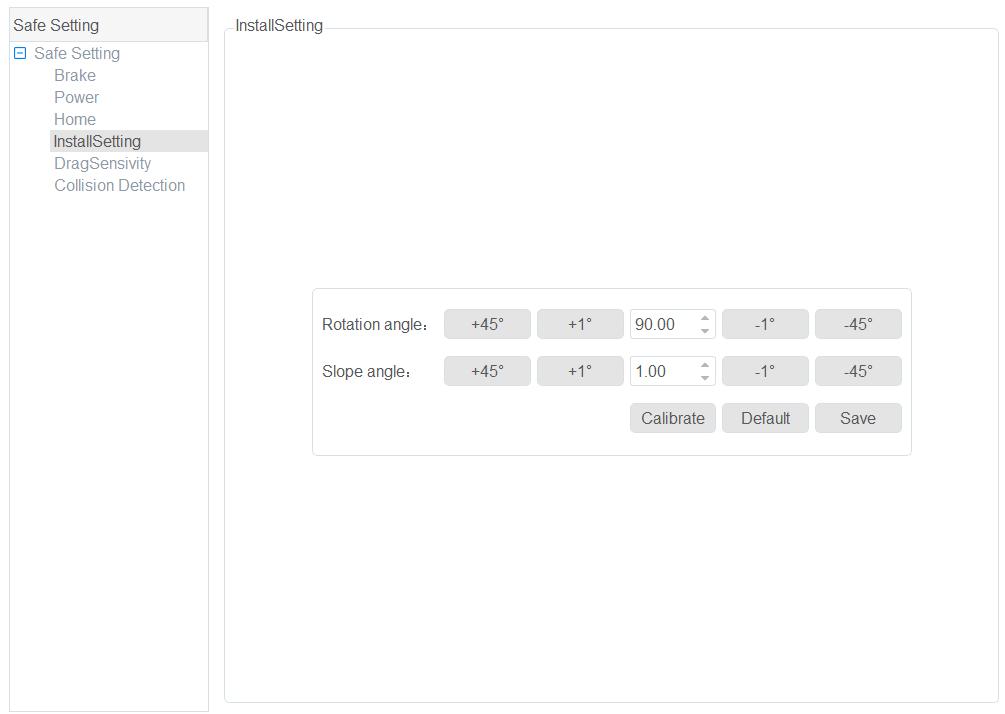 Safe Setting
Safe Setting
Brake
Power
Home
InstallSetting
DragSensivity
Collision Detection
InstallSetting
Rotation angle： +45° +1° 90.00 -1° -45°
Slope angle： +45° +1° 1.00 -1° -45°
Calibrate Default Save